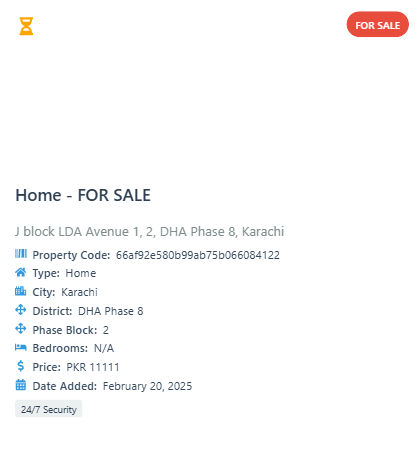 FOR SALE
Home - FOR SALE
J block LDA Avenue 1, 2, DHA Phase 8, Karachi
Property Code: 66af92e580b99ab75b066084122
Type: Home
City: Karachi
District: DHA Phase 8
Phase Block: 2
Bedrooms: N/A
Price: PKR 11111
Date Added: February 20, 2025
24/7 Security